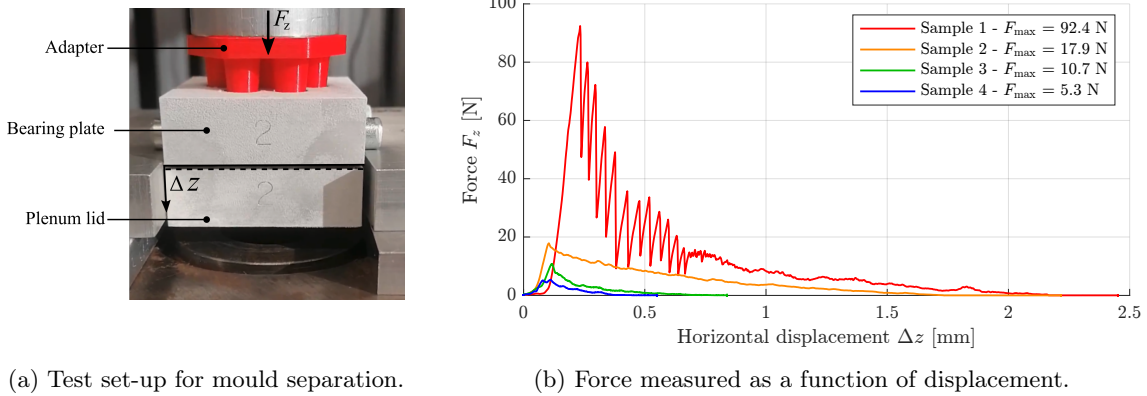 Adapter
F_z
Bearing plate
2
Δz
2
Plenum lid
100
80
60
40
20
0
Force F_z [N]
0
0.5
1
1.5
2
2.5
Horizontal displacement Δz [mm]
Sample 1 - F_max = 92.4 N
Sample 2 - F_max = 17.9 N
Sample 3 - F_max = 10.7 N
Sample 4 - F_max = 5.3 N
(a) Test set-up for mould separation.
(b) Force measured as a function of displacement.